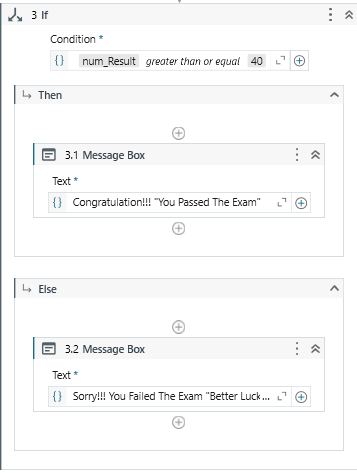 3 If
Condition *
{} num_Result greater than or equal 40
Then
3.1 Message Box
Text *
{} Congratulation!!! "You Passed The Exam"
Else
3.2 Message Box
Text *
{} Sorry!!! You Failed The Exam "Better Luck ...